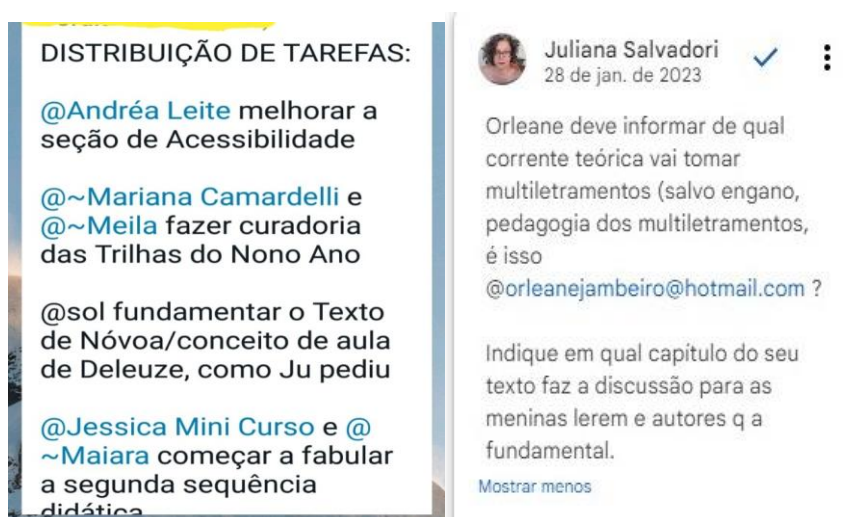 DISTRIBUIÇÃO DE TAREFAS:
@Andréa Leite melhorar a
seção de Acessibilidade
@~Mariana Camardelli e
@~Meila fazer curadoria
das Trilhas do Nono Ano
@sol fundamentar o Texto
de Nóvoa/conceito de aula
de Deleuze, como Ju pediu
@Jessica Mini Curso e @
~Maiara começar a fabular
a segunda sequência
didática
Juliana Salvadori
28 de jan. de 2023
Orleane deve informar de qual
corrente teórica vai tomar
multiletramentos (salvo engano,
pedagogia dos multiletramentos,
é isso
@orleanejambeiro@hotmail.com ?
Indique em qual capítulo do seu
texto faz a discussão para as
meninas lerem e autores q a
fundamental.
Mostrar menos